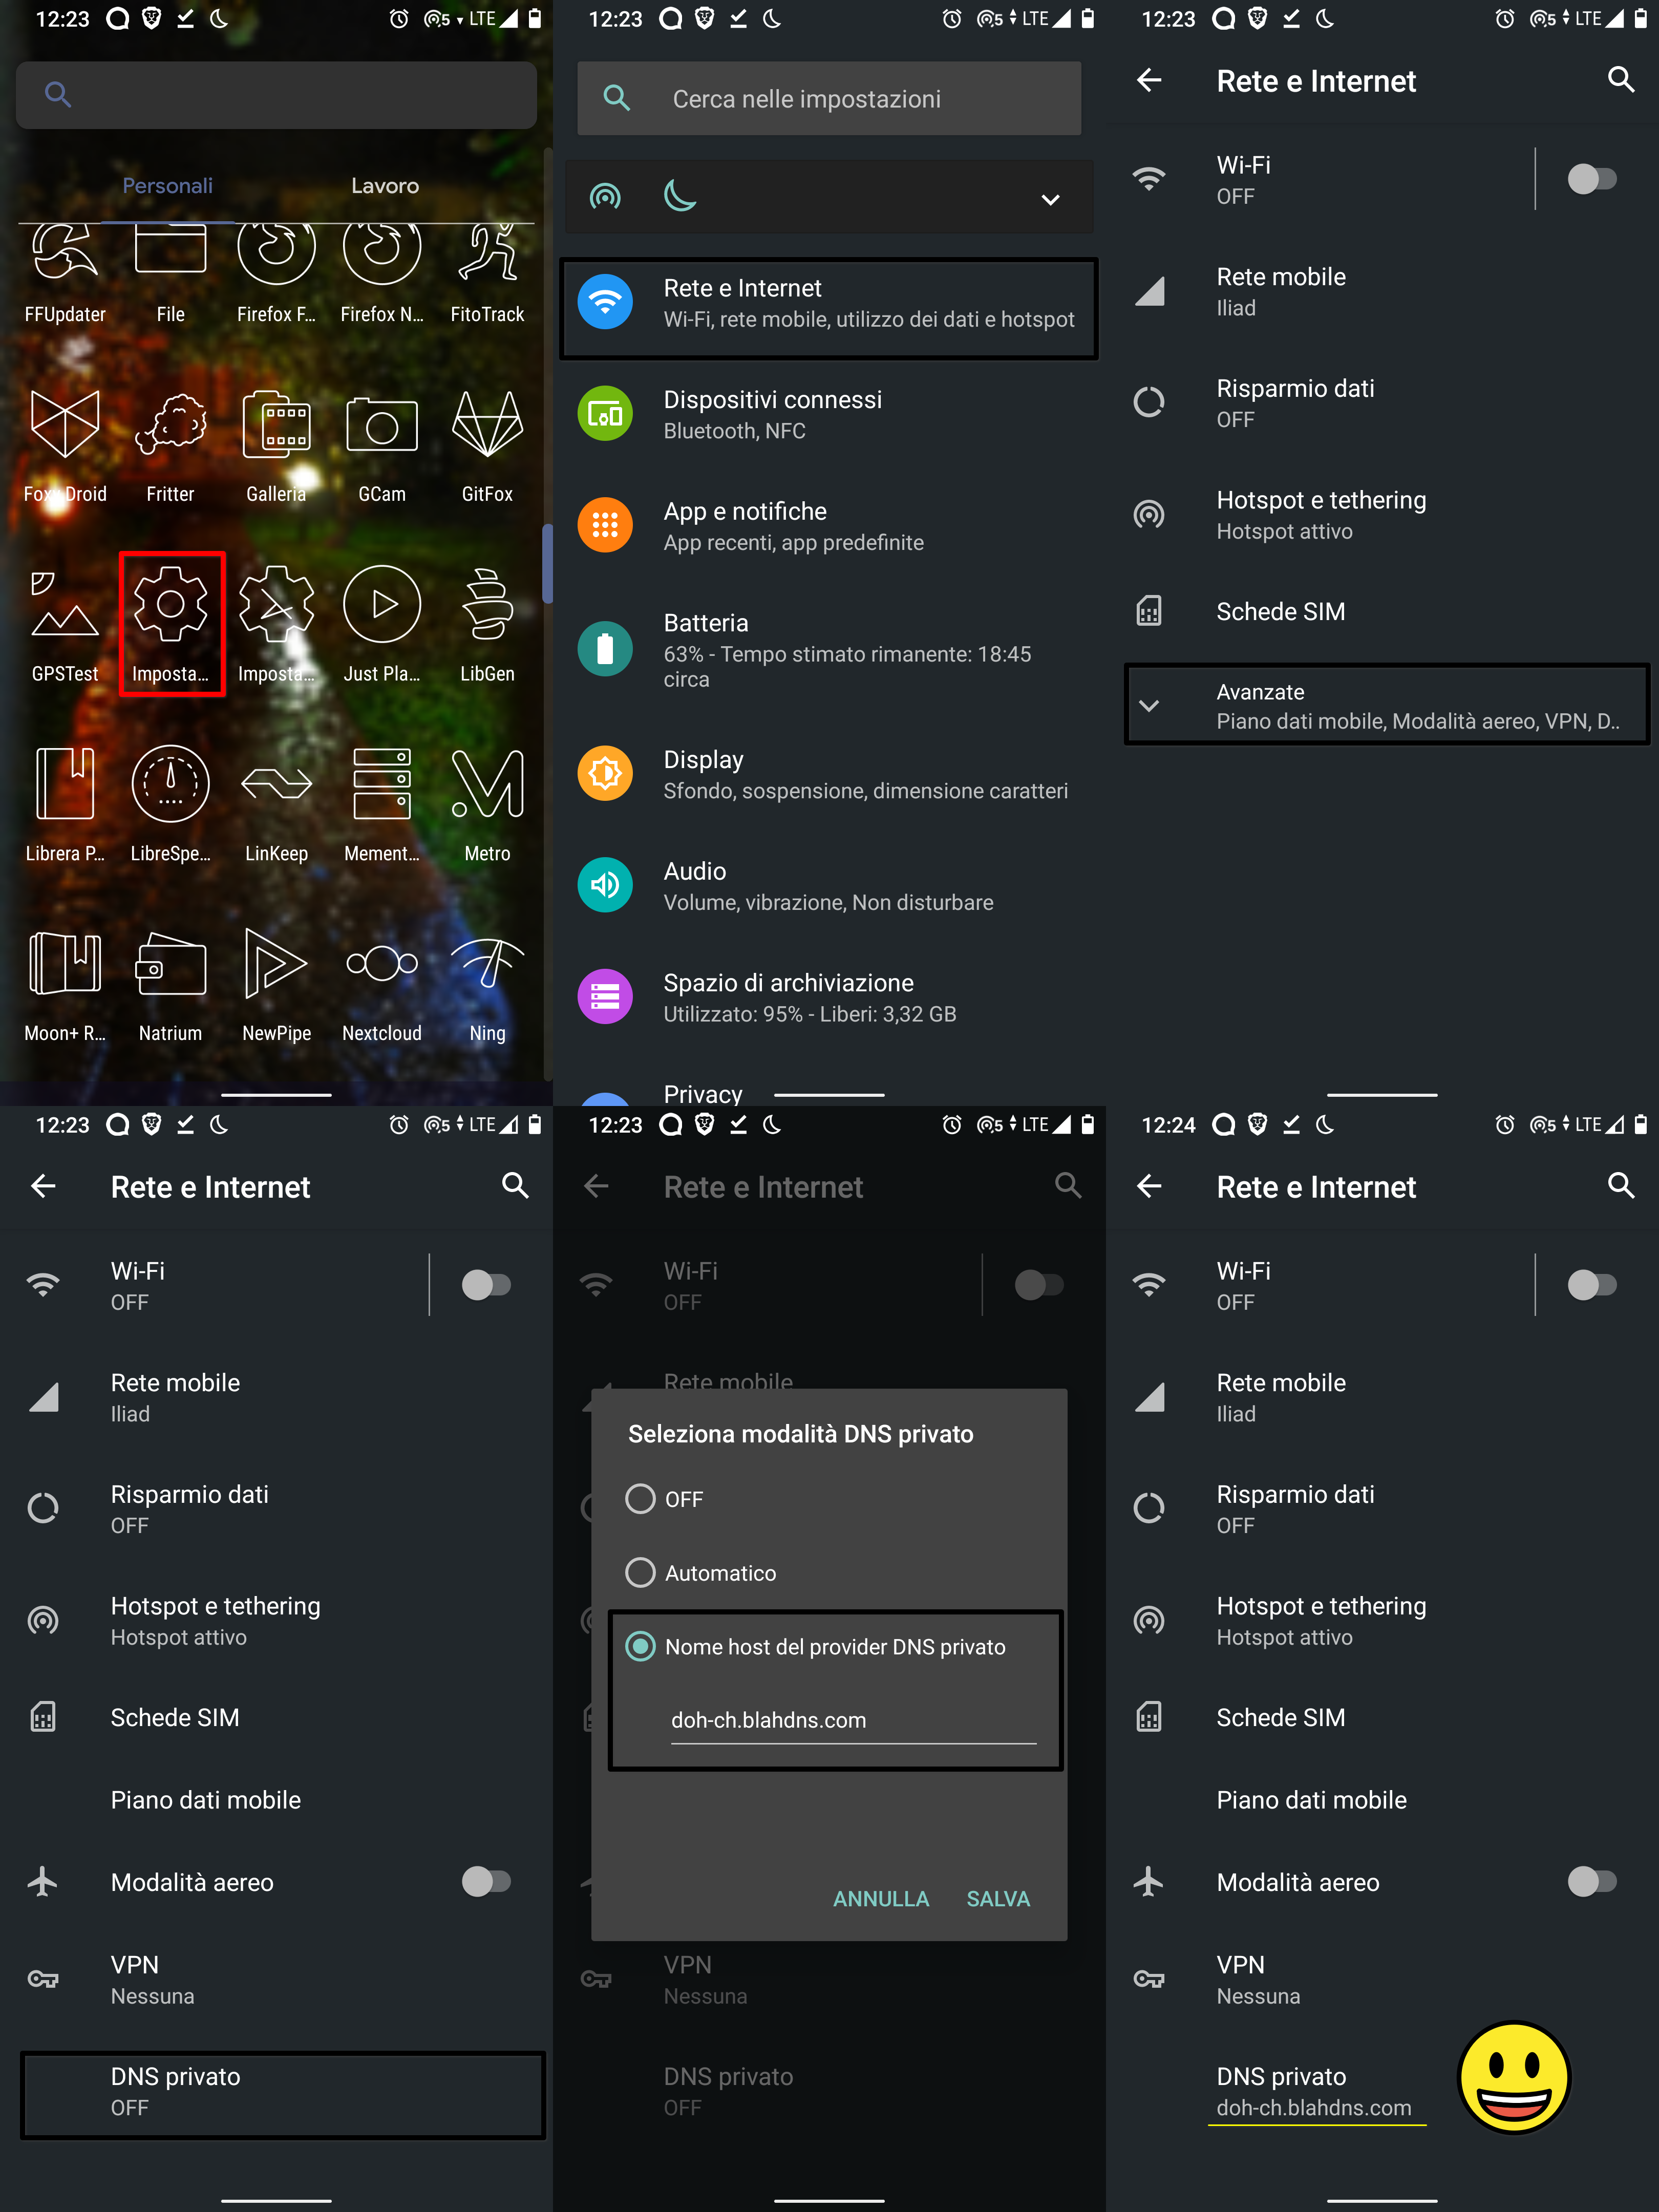 12:23
5 LTE
Personali
Lavoro
FFUpdater
File
Firefox F...
Firefox N...
FitoTrack
Foxy Droid
Fritter
Galleria
GCam
GitFox
GPSTest
Imposta...
Imposta...
Just Pla...
LibGen
Librera P...
LibreSpe...
LinKeep
Mement...
Metro
Moon+ R...
Natrium
NewPipe
Nextcloud
Ning
12:23
5 LTE
Cerca nelle impostazioni
Rete e Internet
Wi-Fi, rete mobile, utilizzo dei dati e hotspot
Dispositivi connessi
Bluetooth, NFC
App e notifiche
App recenti, app predefinite
Batteria
63% - Tempo stimato rimanente: 18:45
circa
Display
Sfondo, sospensione, dimensione caratteri
Audio
Volume, vibrazione, Non disturbare
Spazio di archiviazione
Utilizzato: 95% - Liberi: 3,32 GB
Privacy
12:23
5 LTE
Rete e Internet
Wi-Fi
OFF
Rete mobile
Iliad
Risparmio dati
OFF
Hotspot e tethering
Hotspot attivo
Schede SIM
Avanzate
Piano dati mobile, Modalità aereo, VPN, D..
12:23
5 LTE
Rete e Internet
Wi-Fi
OFF
Rete mobile
Iliad
Risparmio dati
OFF
Hotspot e tethering
Hotspot attivo
Schede SIM
Piano dati mobile
Modalità aereo
VPN
Nessuna
DNS privato
OFF
12:23
5 LTE
Rete e Internet
Wi-Fi
OFF
Rete mobile
Seleziona modalità DNS privato
OFF
Automatico
Nome host del provider DNS privato
doh-ch.blahdns.com
ANNULLA SALVA
VPN
Nessuna
DNS privato
OFF
12:24
5 LTE
Rete e Internet
Wi-Fi
OFF
Rete mobile
Iliad
Risparmio dati
OFF
Hotspot e tethering
Hotspot attivo
Schede SIM
Piano dati mobile
Modalità aereo
VPN
Nessuna
DNS privato
doh-ch.blahdns.com